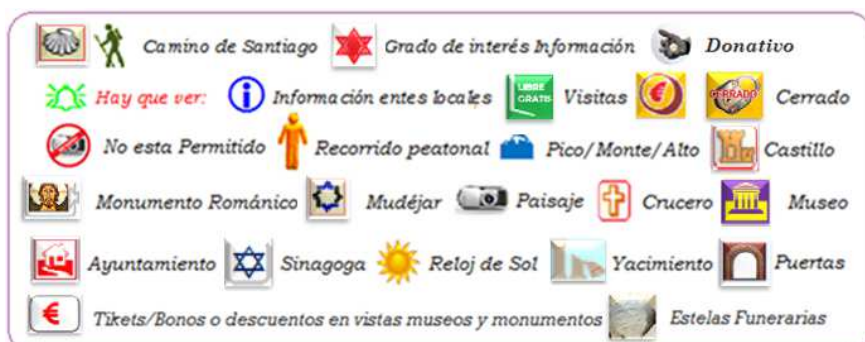 Camino de Santiago Grado de interés Información Donativo
Hay que ver: i Información entes locales LIBRE GRATIS Visitas € CERRADO Cerrado
No esta Permitido Recorrido peatonal Pico/Monte/Alto Castillo
Monumento Románico Mudéjar Paisaje Crucero Museo
Ayuntamiento Sinagoga Reloj de Sol Yacimiento Puertas
€ Tikets/Bonos o descuentos en vistas museos y monumentos Estelas Funerarias